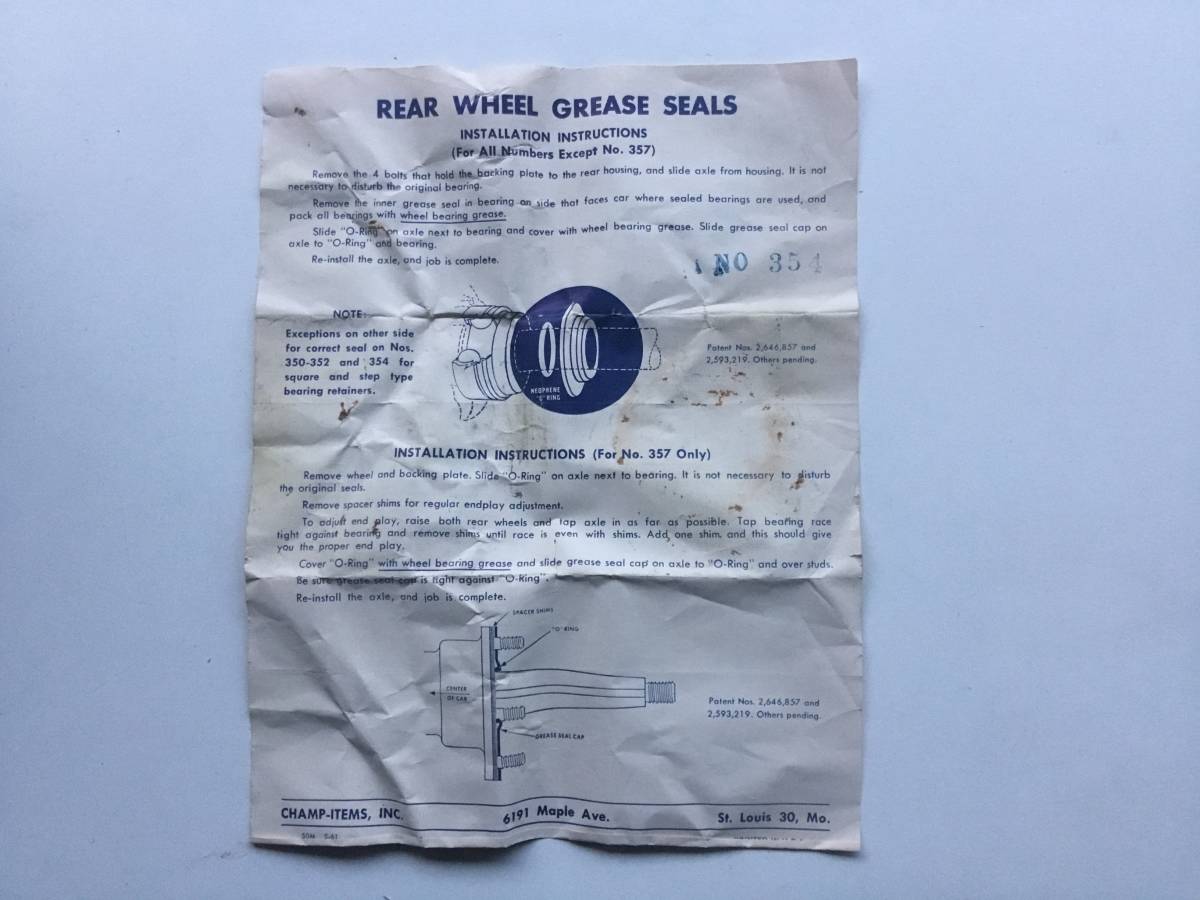 REAR WHEEL GREASE SEALS
INSTALLATION INSTRUCTIONS
(For All Numbers Except No. 357)
Remove the 4 bolts that hold the backing plate to the rear housing, and slide axle from housing. It is not
necessary to disturb the original bearing.
Remove the inner grease seal in bearing on side that faces car where sealed bearings are used, and
pack all bearings with wheel bearing grease.
Slide "O-Ring" on axle next to bearing and cover with wheel bearing grease. Slide grease seal cap on
axle to "O-Ring" and bearing.
Re-install the axle, and job is complete.
NO 354
NOTE:
Exceptions on other side
for correct seal on Nos.
350-352 and 354 for
square and step type
bearing retainers.
NEOPRENE
"O" RING
Patent Nos. 2,646,857 and
2,593,219. Others pending.
INSTALLATION INSTRUCTIONS (For No. 357 Only)
Remove wheel and backing plate. Slide "O-Ring" on axle next to bearing. It is not necessary to disturb
the original seals.
Remove spacer shims for regular endplay adjustment.
To adjust end play, raise both rear wheels and tap axle in as far as possible. Tap bearing race
tight against bearing and remove shims until race is even with shims. Add one shim and this should give
you the proper end play.
Cover "O-Ring" with wheel bearing grease and slide grease seal cap on axle to "O-Ring" and over studs.
Be sure grease seal cap is tight against "O-Ring".
Re-install the axle, and job is complete.
SPACER SHIMS
"O" RING
CENTER
OF CAR
GREASE SEAL CAP
Patent Nos. 2,646,857 and
2,593,219. Others pending.
CHAMP-ITEMS, INC. 6191 Maple Ave. St. Louis 30, Mo.
50M 5-61